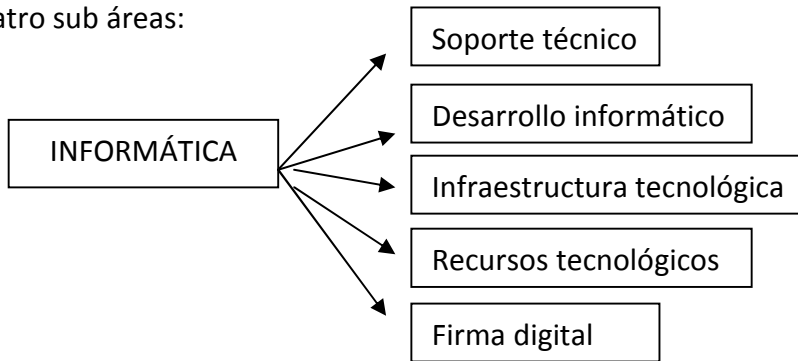 atro sub áreas:
Soporte técnico
Desarrollo informático
INFORMÁTICA
Infraestructura tecnológica
Recursos tecnológicos
Firma digital